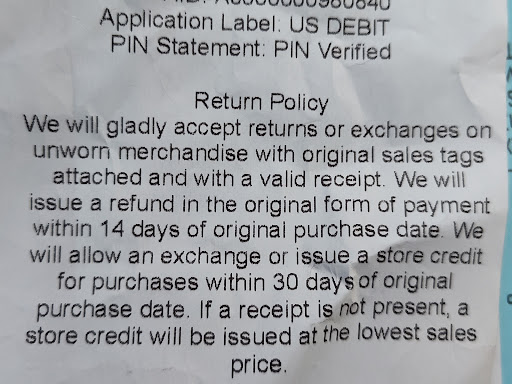 Application Label: US DEBIT
PIN Statement: PIN Verified
Return Policy
We will gladly accept returns or exchanges on
unworn merchandise with original sales tags
attached and with a valid receipt. We will
issue a refund in the original form of payment
within 14 days of original purchase date. We
will allow an exchange or issue a store credit
for purchases within 30 days of original
purchase date. If a receipt is not present, a
store credit will be issued at the lowest sales
price.